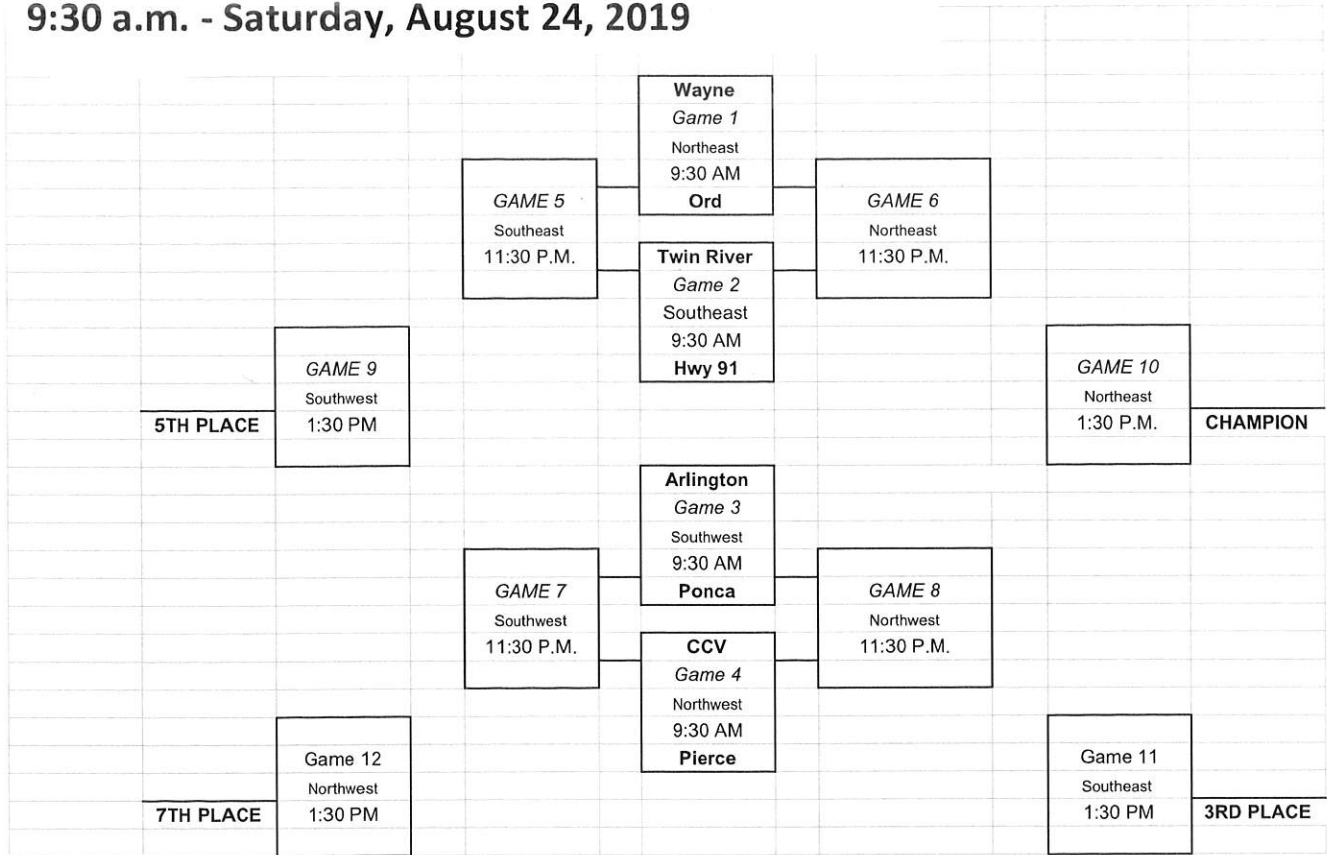 9:30 a.m. - Saturday, August 24, 2019
Wayne
Game 1
Northeast
9:30 AM
Ord
GAME 5
Southeast
11:30 P.M.
GAME 6
Northeast
11:30 P.M.
Twin River
Game 2
Southeast
9:30 AM
Hwy 91
GAME 9
Southwest
1:30 PM
5TH PLACE
GAME 10
Northeast
1:30 P.M.
CHAMPION
Arlington
Game 3
Southwest
9:30 AM
Ponca
GAME 7
Southwest
11:30 P.M.
GAME 8
Northwest
11:30 P.M.
CCV
Game 4
Northwest
9:30 AM
Pierce
Game 12
Northwest
1:30 PM
7TH PLACE
Game 11
Southeast
1:30 PM
3RD PLACE